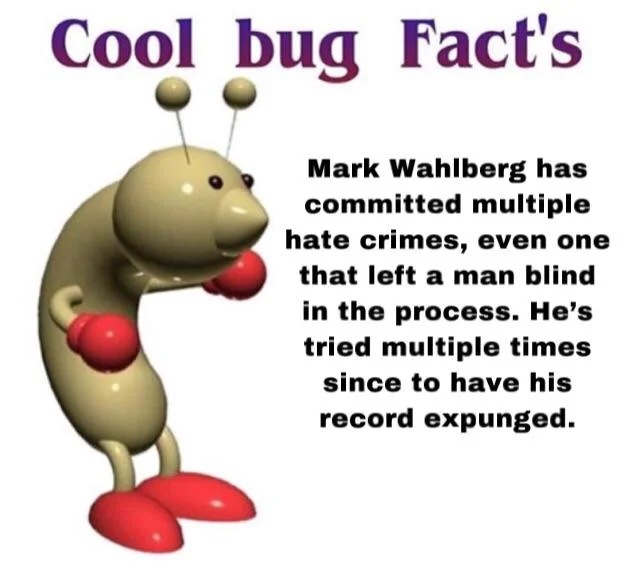 Cool bug Fact's
Mark Wahlberg has
committed multiple
hate crimes, even one
that left a man blind
in the process. He’s
tried multiple times
since to have his
record expunged.